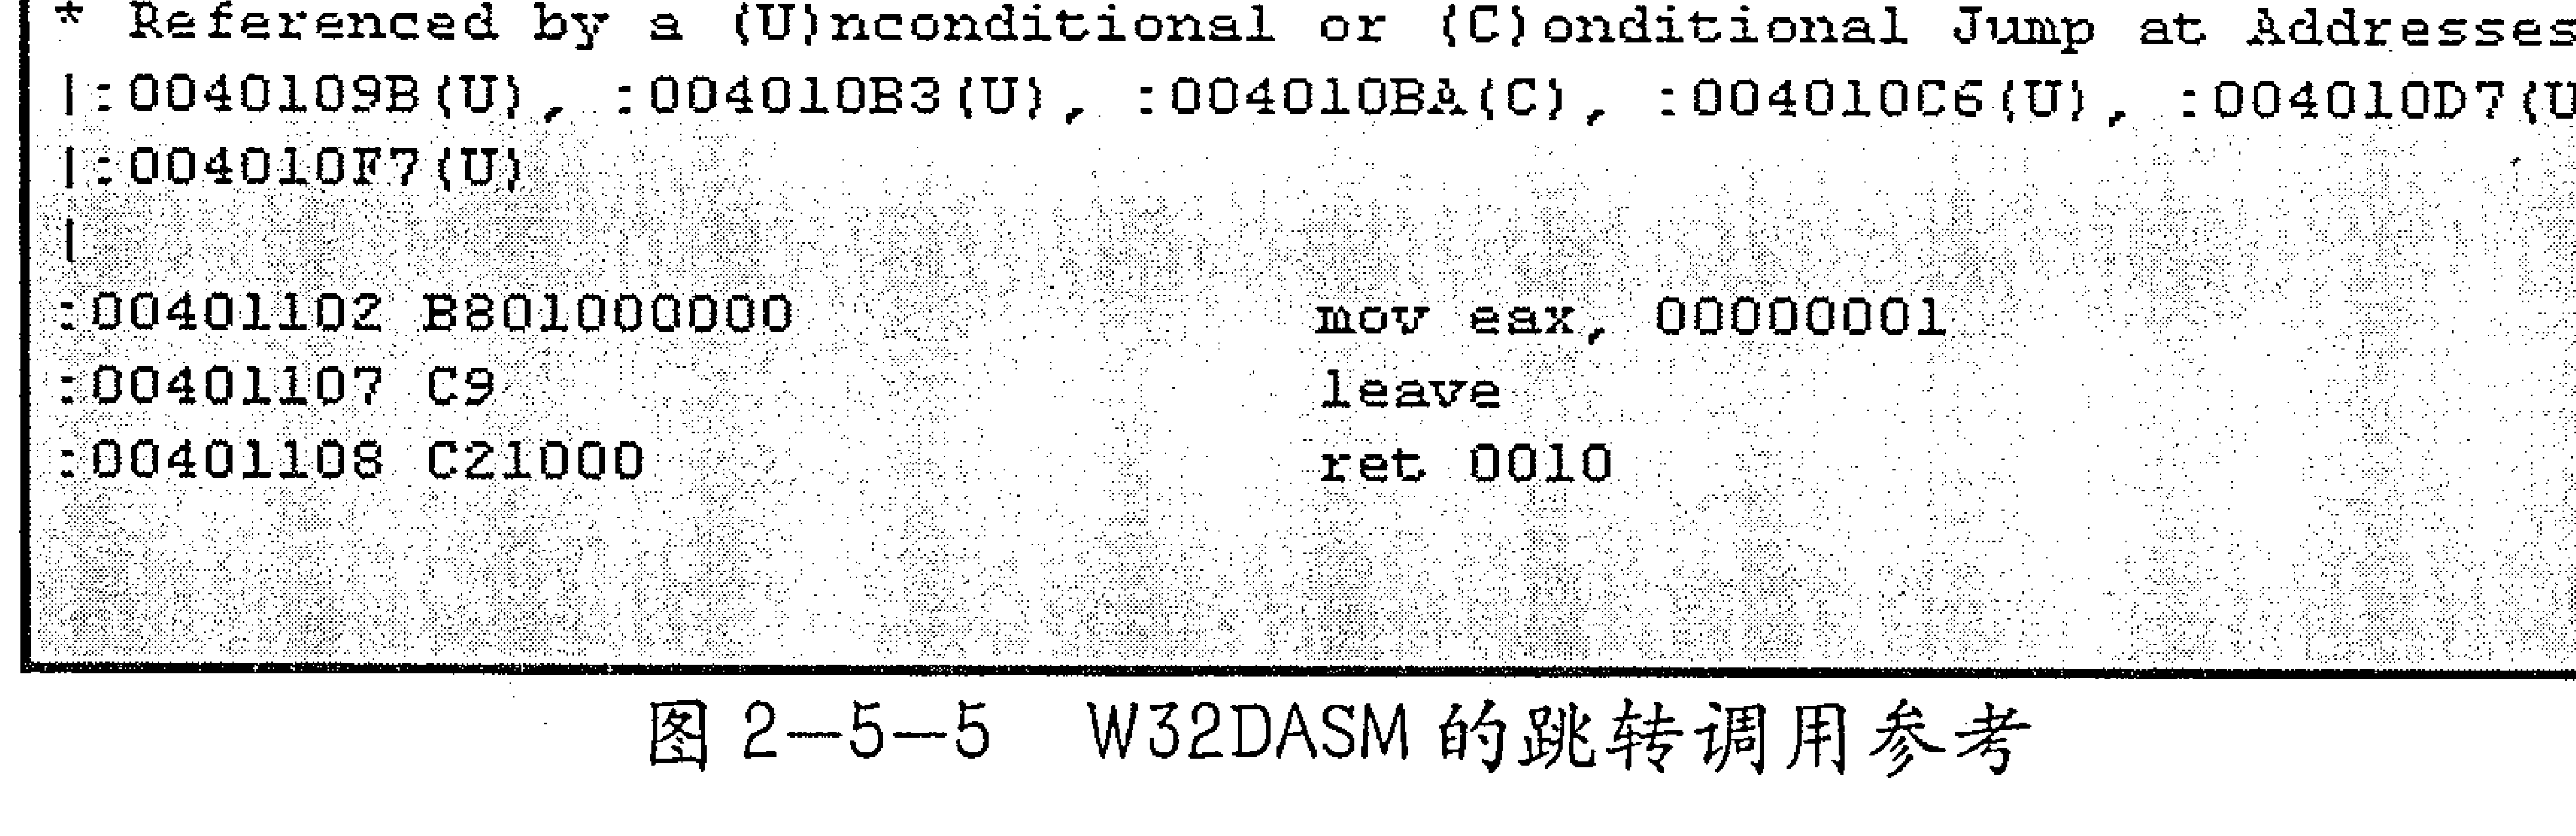 * Referenced by a (U)nconditional or (C)onditional Jump at Addresses
|:0040109B(U), :004010B3(U), :004010BA(C), :004010C6(U), :004010D7(U
|:004010F7(U)
|
:00401102 B801000000 mov eax, 00000001
:00401107 C9 leave
:00401108 C21000 ret 0010
图 2-5-5 W32DASM 的跳转调用参考